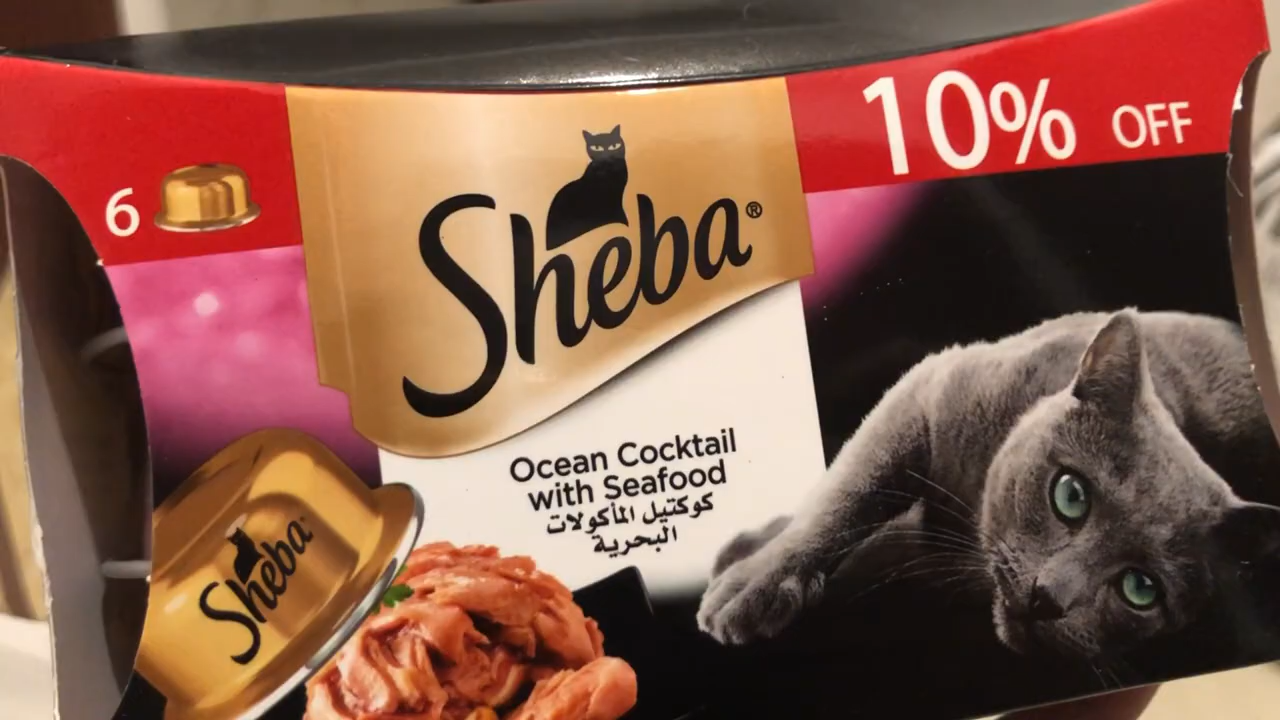 6
10% OFF
Sheba®
Ocean Cocktail
with Seafood
كوكتيل المأكولات
البحرية
Sheba